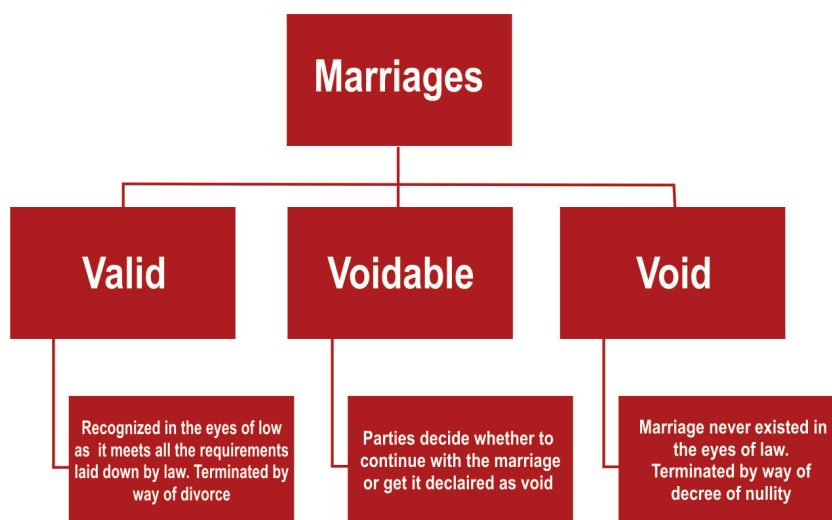 Marriages
Valid
Voidable
Void
Recognized in the eyes of low
as it meets all the requirements
laid down by law. Terminated by
way of divorce
Parties decide whether to
continue with the marriage
or get it declaired as void
Marriage never existed in
the eyes of law.
Terminated by way of
decree of nullity